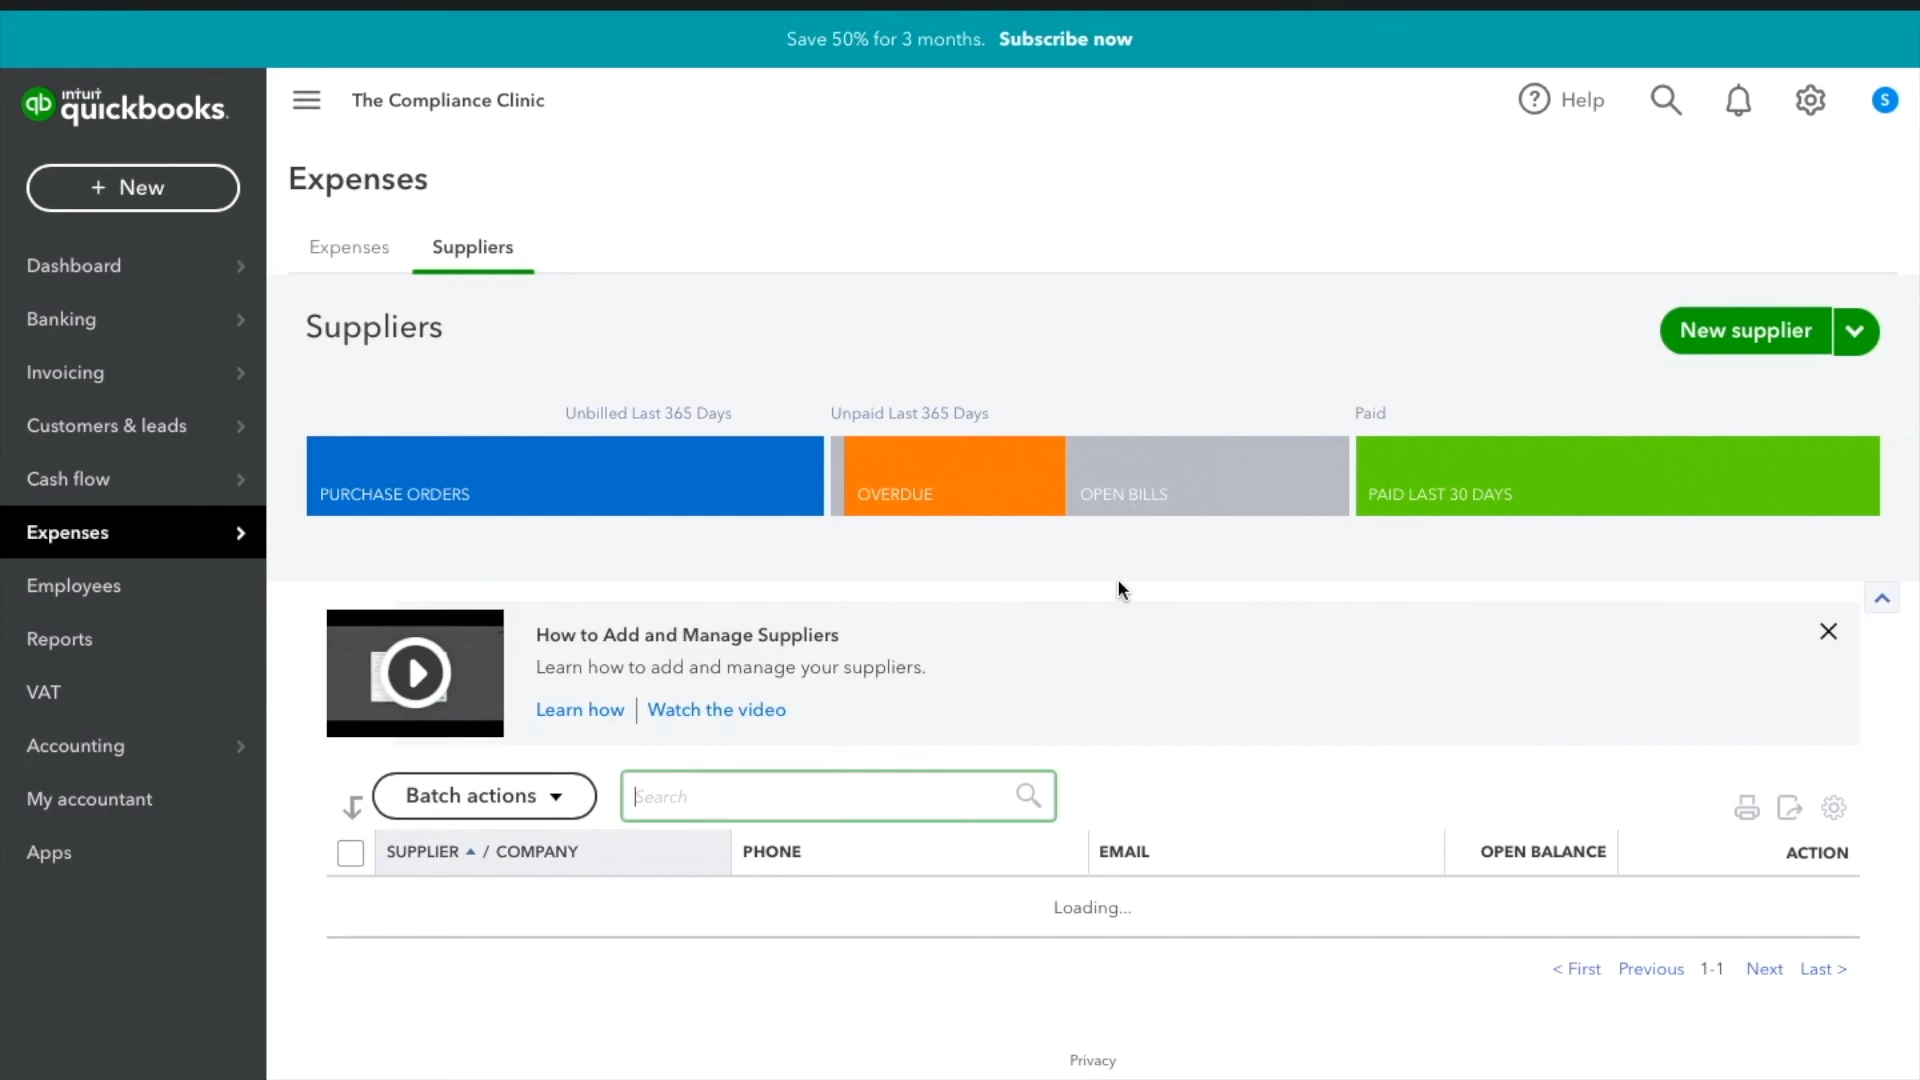 Save 50% for 3 months. Subscribe now
intuit
qb quickbooks.
The Compliance Clinic
Help
S
+ New
Expenses
Expenses
Suppliers
Dashboard
Banking
Invoicing
Customers & leads
Cash flow
Expenses
Employees
Reports
VAT
Accounting
My accountant
Apps
Suppliers
New supplier
Unbilled Last 365 Days
Unpaid Last 365 Days
Paid
PURCHASE ORDERS
OVERDUE
OPEN BILLS
PAID LAST 30 DAYS
How to Add and Manage Suppliers
Learn how to add and manage your suppliers.
Learn how
Watch the video
Batch actions
Search
SUPPLIER / COMPANY
PHONE
EMAIL
OPEN BALANCE
ACTION
Loading...
< First Previous 1-1 Next Last >
Privacy